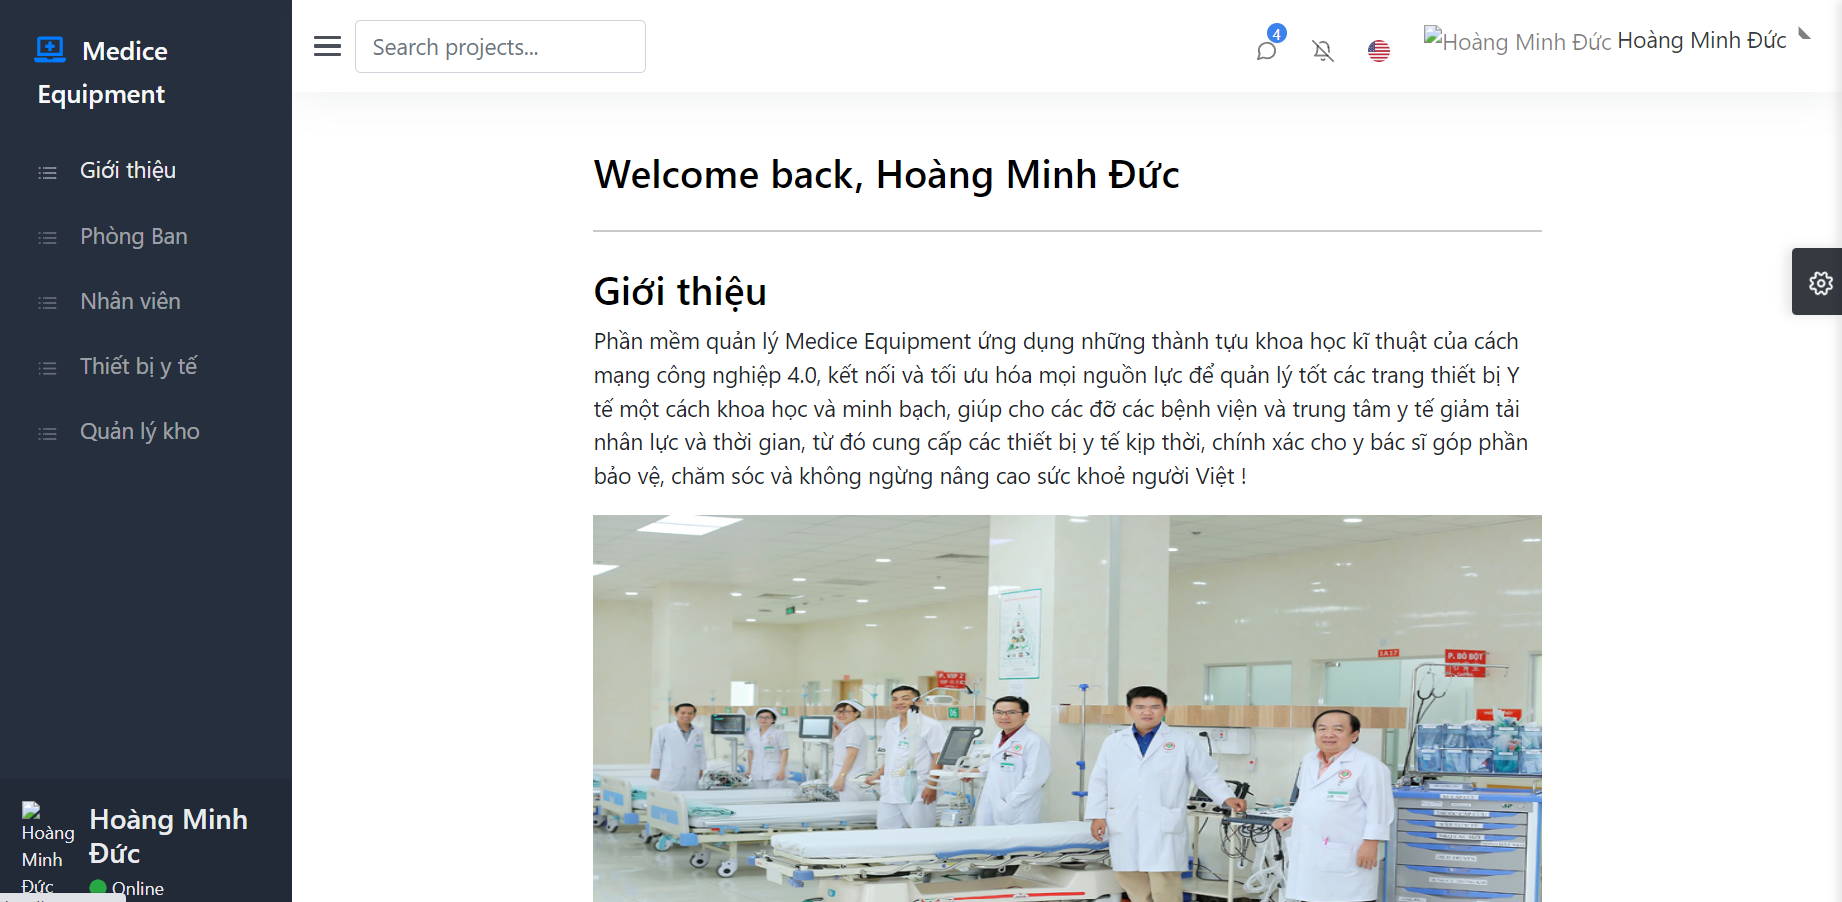 Medice
Equipment
Giới thiệu
Phòng Ban
Nhân viên
Thiết bị y tế
Quản lý kho
Hoàng
Minh
Đức
Hoàng Minh
Đức
Online
Search projects...
4
Hoàng Minh Đức Hoàng Minh Đức
Welcome back, Hoàng Minh Đức
Giới thiệu
Phần mềm quản lý Medice Equipment ứng dụng những thành tựu khoa học kĩ thuật của cách
mạng công nghiệp 4.0, kết nối và tối ưu hóa mọi nguồn lực để quản lý tốt các trang thiết bị Y
tế một cách khoa học và minh bạch, giúp cho các đỡ các bệnh viện và trung tâm y tế giảm tải
nhân lực và thời gian, từ đó cung cấp các thiết bị y tế kịp thời, chính xác cho y bác sĩ góp phần
bảo vệ, chăm sóc và không ngừng nâng cao sức khoẻ người Việt !
P. VIP 2
1A17
P. BÓ BỘT